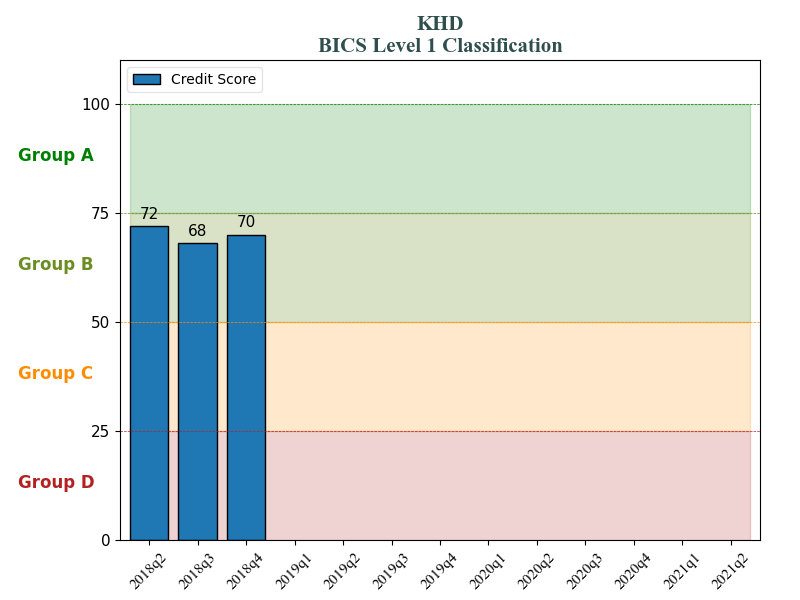 KHD
BICS Level 1 Classification
Credit Score
100
Group A
75
72
68
70
Group B
50
Group C
25
Group D
0
2018q2
2018q3
2018q4
2019q1
2019q2
2019q3
2019q4
2020q1
2020q2
2020q3
2020q4
2021q1
2021q2